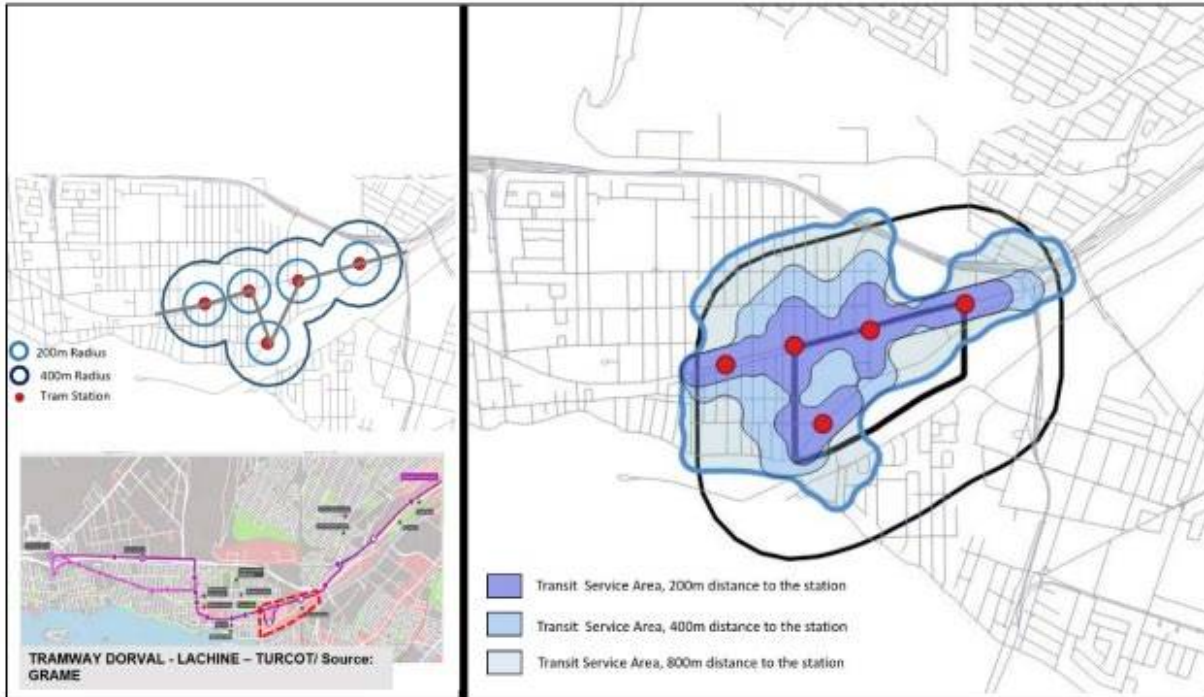 200m Radius
400m Radius
Tram Station
TRAMWAY DORVAL - LACHINE – TURCOT/ Source:
GRAME
Transit Service Area, 200m distance to the station
Transit Service Area, 400m distance to the station
Transit Service Area, 800m distance to the station